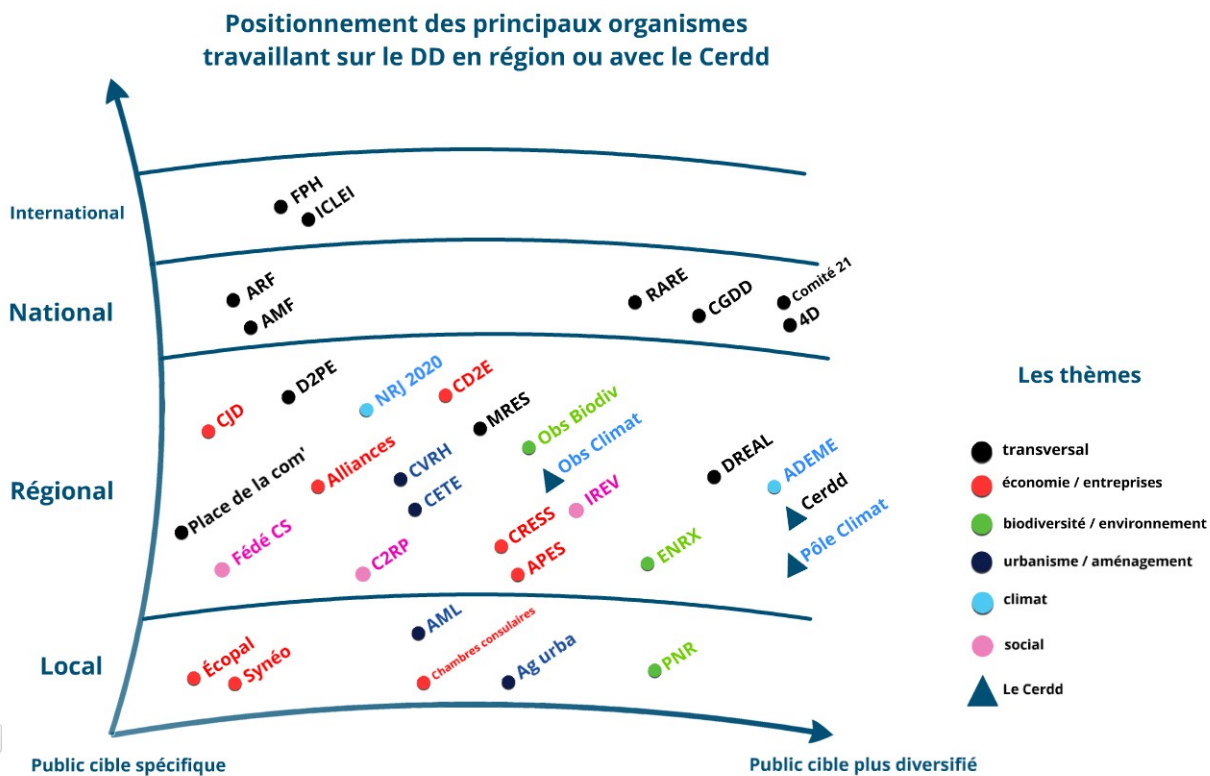 Positionnement des principaux organismes
travaillant sur le DD en région ou avec le Cerdd
International
FPH
ICLEI
National
ARF
AMF
RARE
CGDD
Comité 21
4D
Régional
CJD
D2PE
NRJ 2020
CD2E
MRES
Obs Biodiv
Obs Climat
Place de la com'
Alliances
CVRH
CETE
IREV
DREAL
ADEME
Cerdd
Pôle Climat
Fédé CS
C2RP
CRESS
APES
ENRX
Local
Écopal
Synéo
AML
Chambres consulaires
Ag urba
PNR
Public cible spécifique
Public cible plus diversifié
Les thèmes
transversal
économie / entreprises
biodiversité / environnement
urbanisme / aménagement
climat
social
Le Cerdd